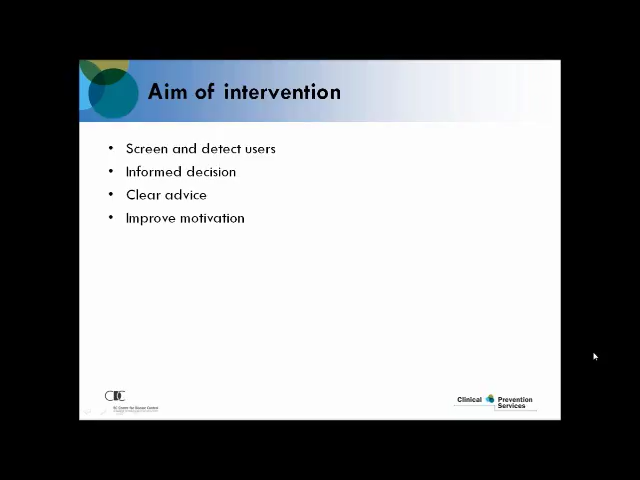 Aim of intervention
• Screen and detect users
• Informed decision
• Clear advice
• Improve motivation
BC Centre for Disease Control
Clinical Prevention
Services